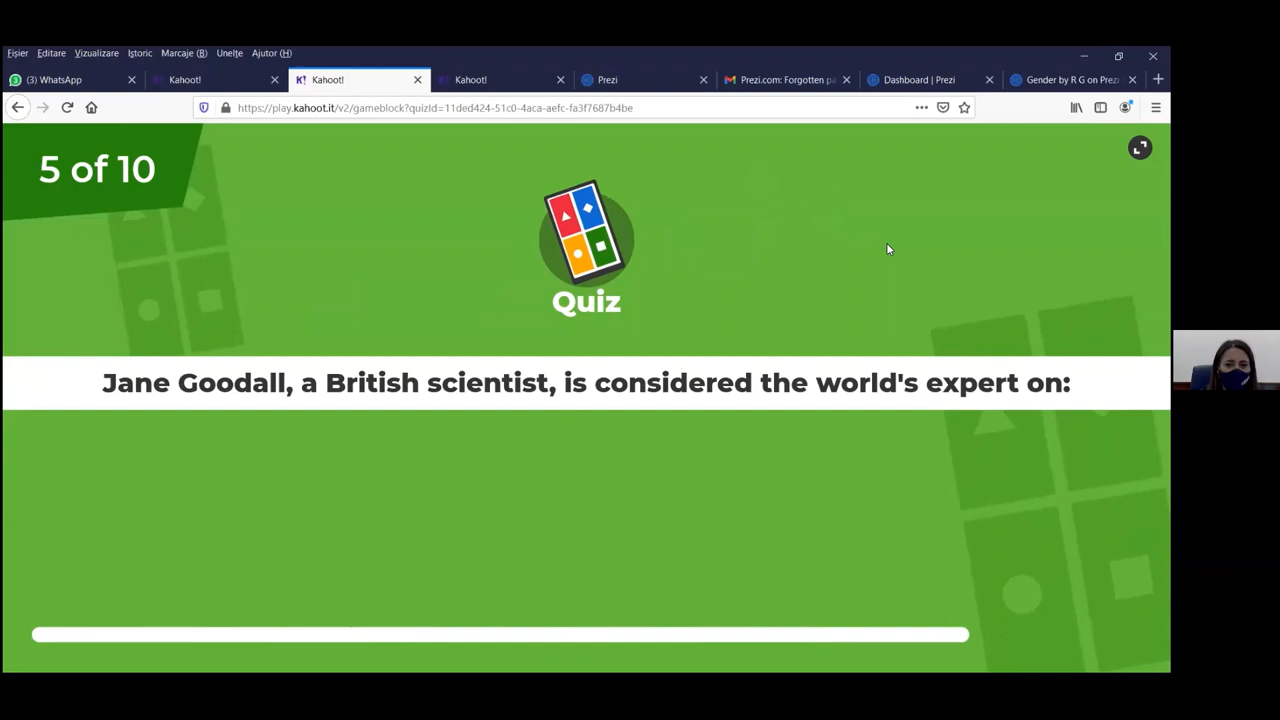 Fișier Editare Vizualizare Istoric Marcaje (B) Unelte Ajutor (H)
(3) WhatsApp Kahoot! K! Kahoot! Kahoot! Prezi Prezi.com: Forgotten pa Dashboard | Prezi Gender by R G on Prezi
https://play.kahoot.it/v2/gameblock?quizId=11ded424-51c0-4aca-aefc-fa3f7687b4be
5 of 10
Quiz
Jane Goodall, a British scientist, is considered the world's expert on: